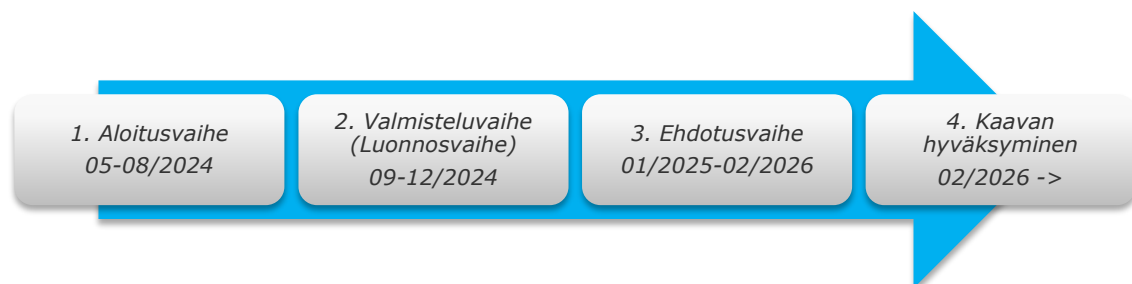 1. Aloitusvaihe
05-08/2024
2. Valmisteluvaihe
(Luonnosvaihe)
09-12/2024
3. Ehdotusvaihe
01/2025-02/2026
4. Kaavan
hyväksyminen
02/2026 ->